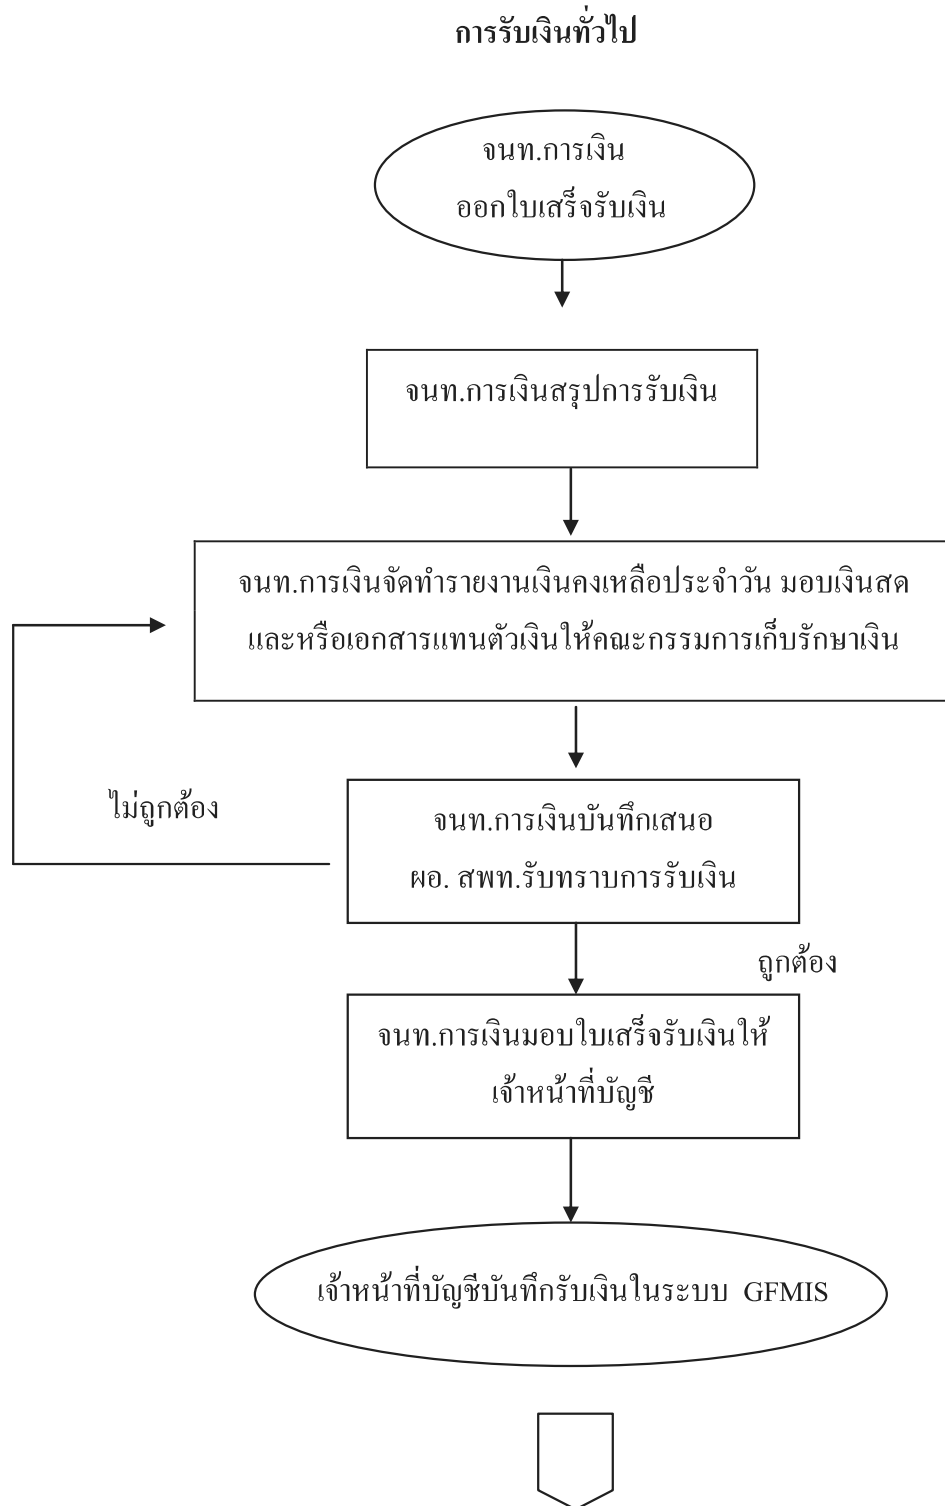 การรับเงินทั่วไป
จนท.การเงิน
ออกใบเสร็จรับเงิน
จนท.การเงินสรุปการรับเงิน
จนท.การเงินจัดทำรายงานเงินคงเหลือประจำวัน มอบเงินสด
และหรือเอกสารแทนตัวเงินให้คณะกรรมการเก็บรักษาเงิน
ไม่ถูกต้อง
จนท.การเงินบันทึกเสนอ
ผอ. สพท.รับทราบการรับเงิน
ถูกต้อง
จนท.การเงินมอบใบเสร็จรับเงินให้
เจ้าหน้าที่บัญชี
เจ้าหน้าที่บัญชีบันทึกรับเงินในระบบ GFMIS